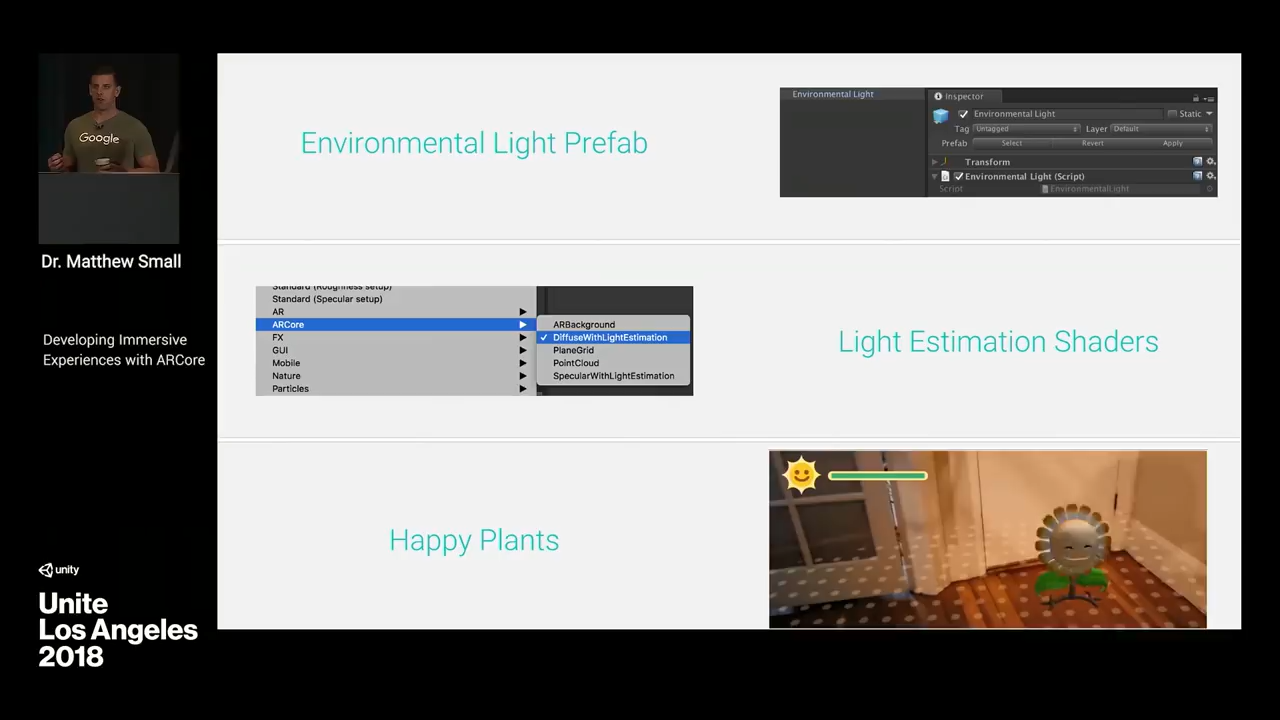 Google
Dr. Matthew Small
Developing Immersive
Experiences with ARCore
unity
Unite
Los Angeles
2018
Environmental Light Prefab
Environmental Light
Inspector
Environmental Light
Static
Tag
Untagged
Layer
Default
Prefab
Select
Revert
Apply
Transform
Environmental Light (Script)
Script
EnvironmentalLight
Standard (Roughness setup)
Standard (Specular setup)
AR
ARCore
FX
GUI
Mobile
Nature
Particles
ARBackground
DiffuseWithLightEstimation
PlaneGrid
PointCloud
SpecularWithLightEstimation
Light Estimation Shaders
Happy Plants